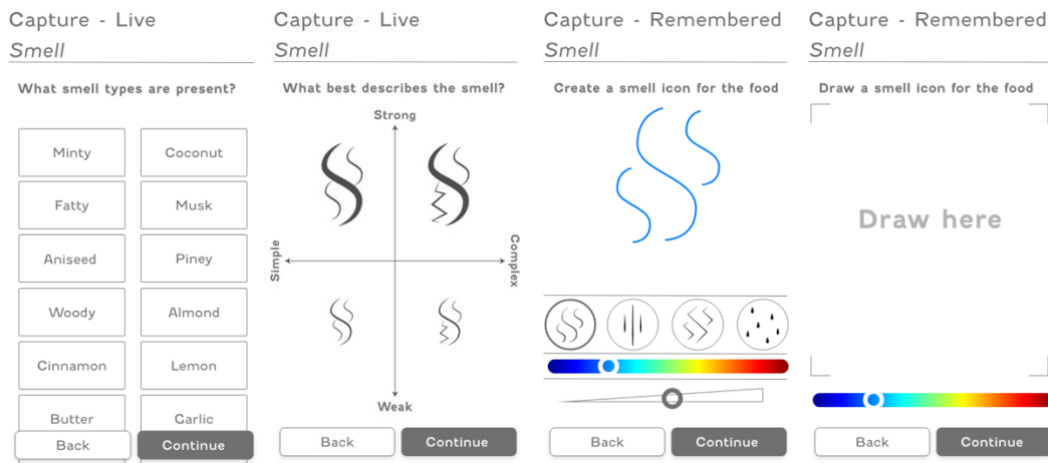 Capture - Live
Smell
What smell types are present?
Minty Coconut
Fatty Musk
Aniseed Piney
Woody Almond
Cinnamon Lemon
Butter Garlic
Back Continue
Capture - Live
Smell
What best describes the smell?
Strong
Simple
Complex
Weak
Back Continue
Capture - Remembered
Smell
Create a smell icon for the food
Back Continue
Capture - Remembered
Smell
Draw a smell icon for the food
Draw here
Back Continue